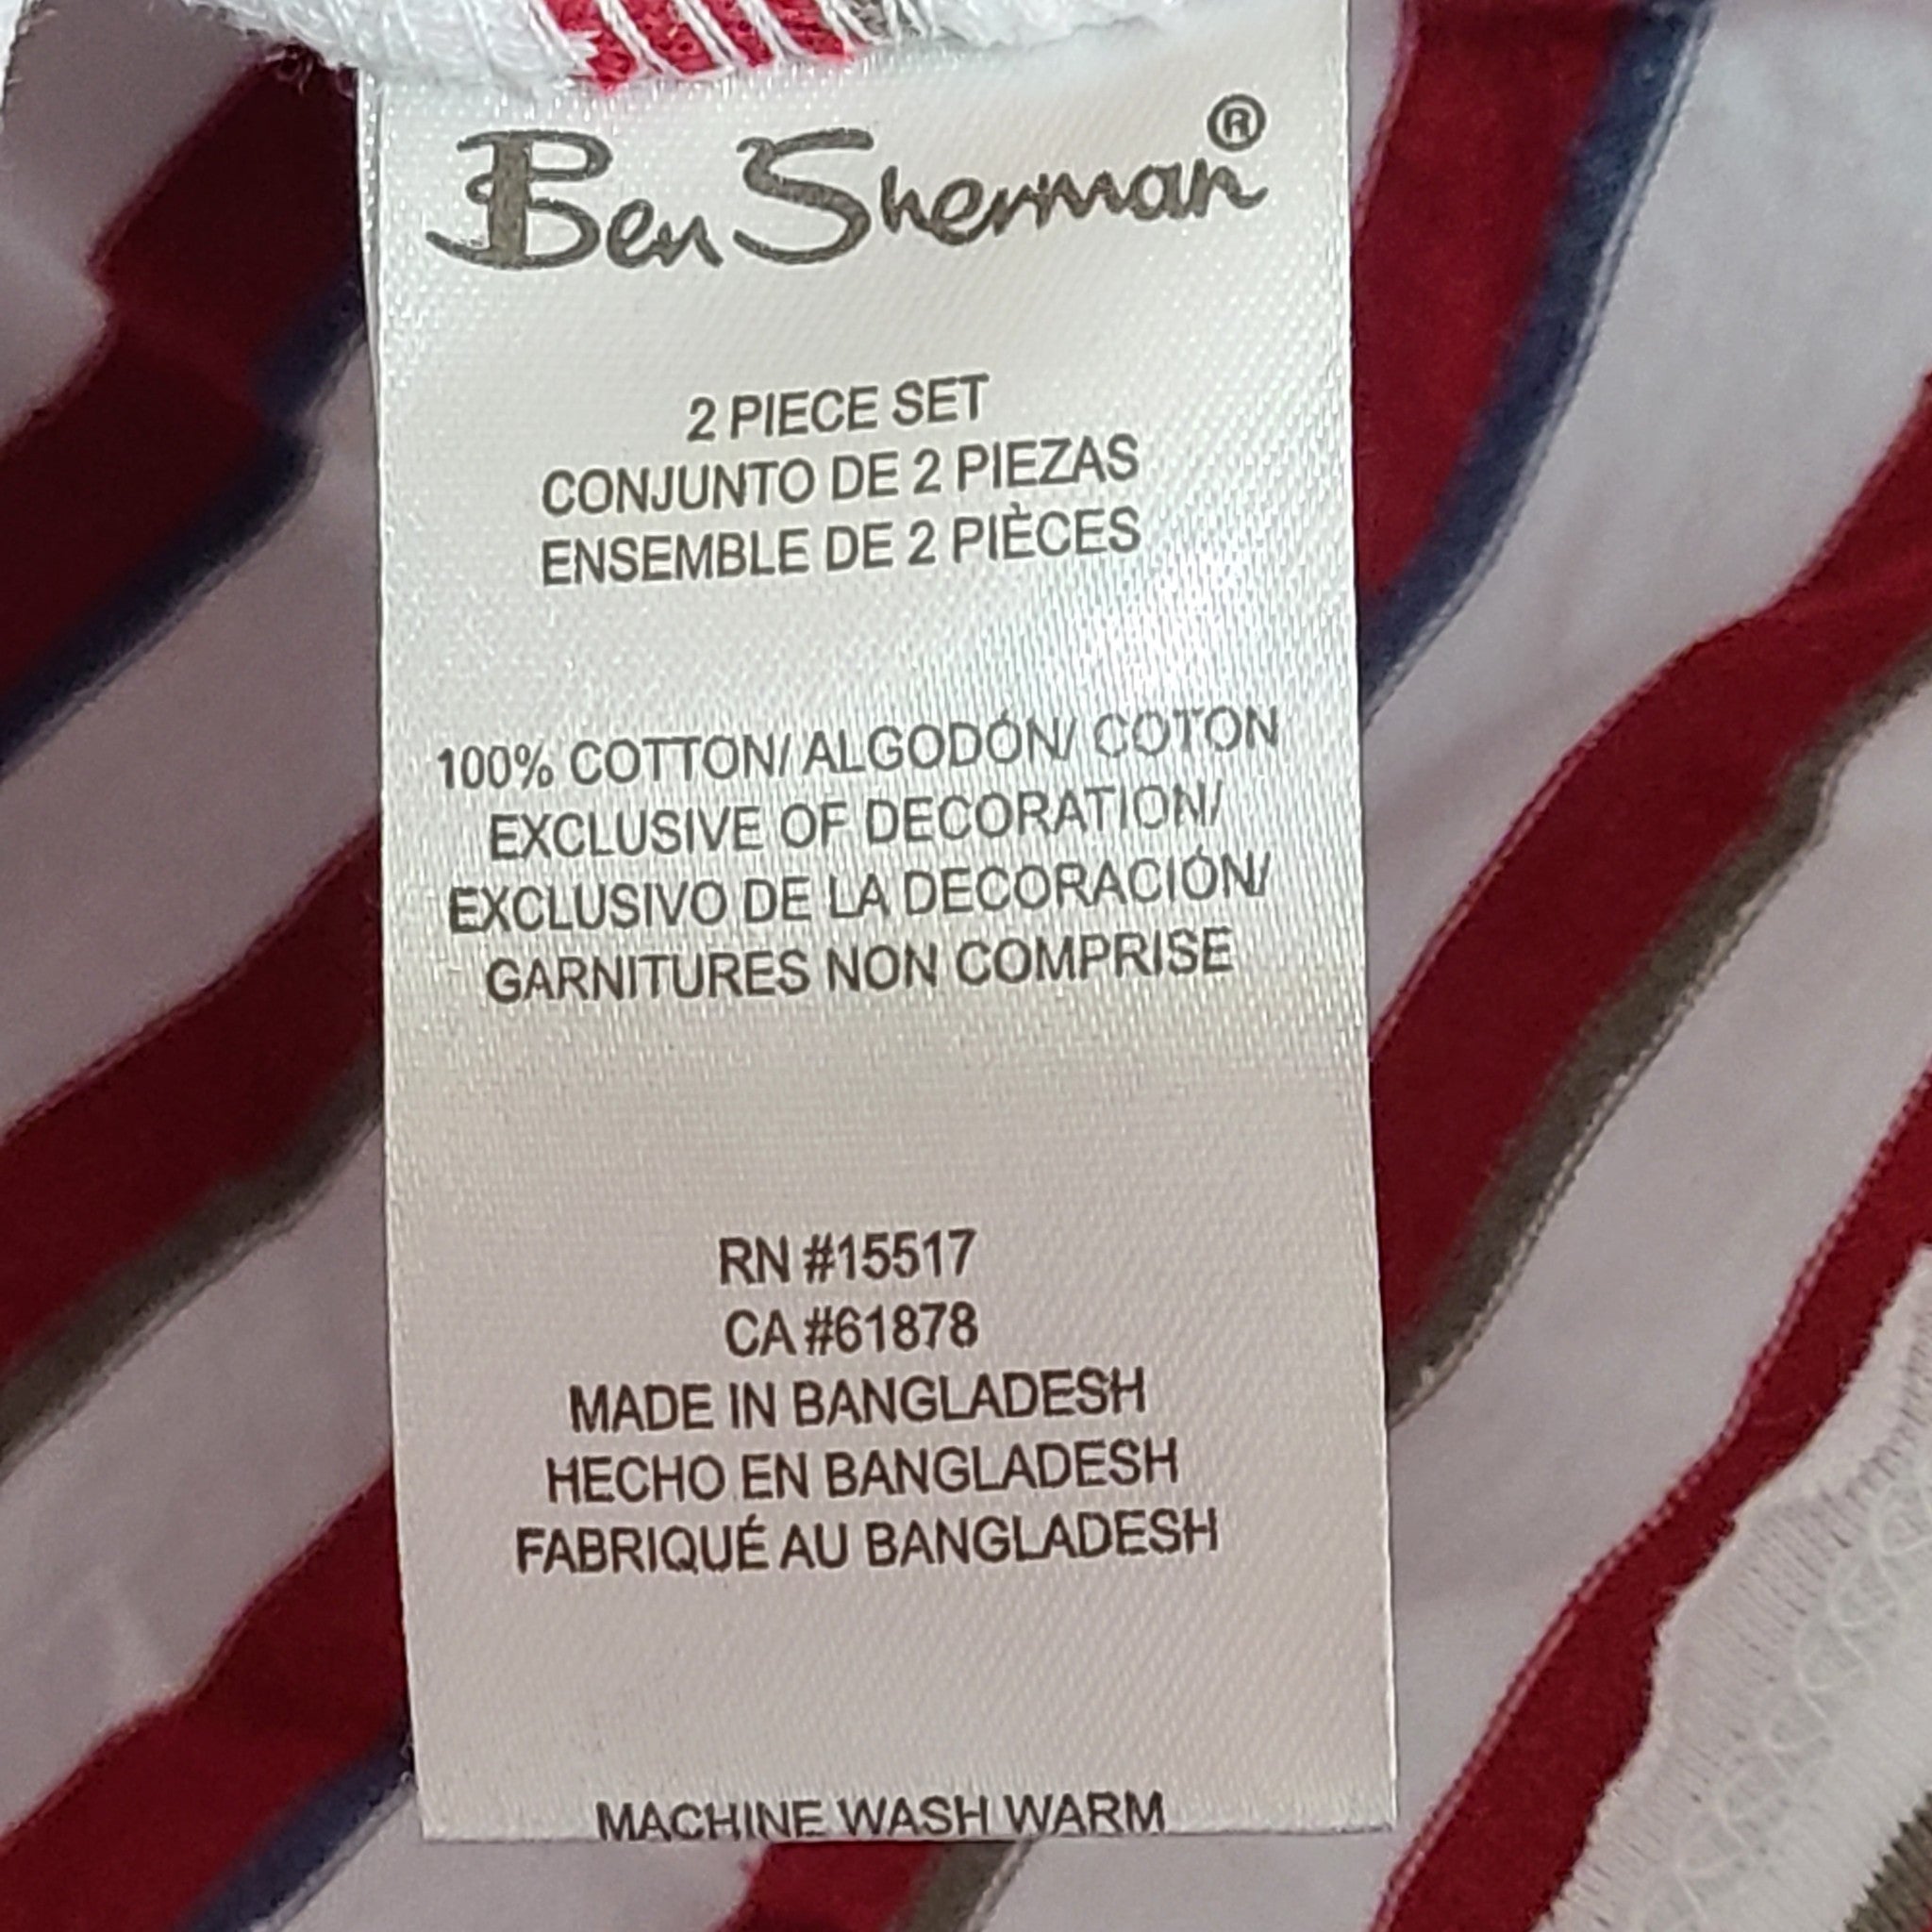 Ben Sherman®
2 PIECE SET
CONJUNTO DE 2 PIEZAS
ENSEMBLE DE 2 PIÈCES
100% COTTON/ ALGODÓN/ COTON
EXCLUSIVE OF DECORATION/
EXCLUSIVO DE LA DECORACIÓN/
GARNITURES NON COMPRISE
RN #15517
CA #61878
MADE IN BANGLADESH
HECHO EN BANGLADESH
FABRIQUÉ AU BANGLADESH
MACHINE WASH WARM